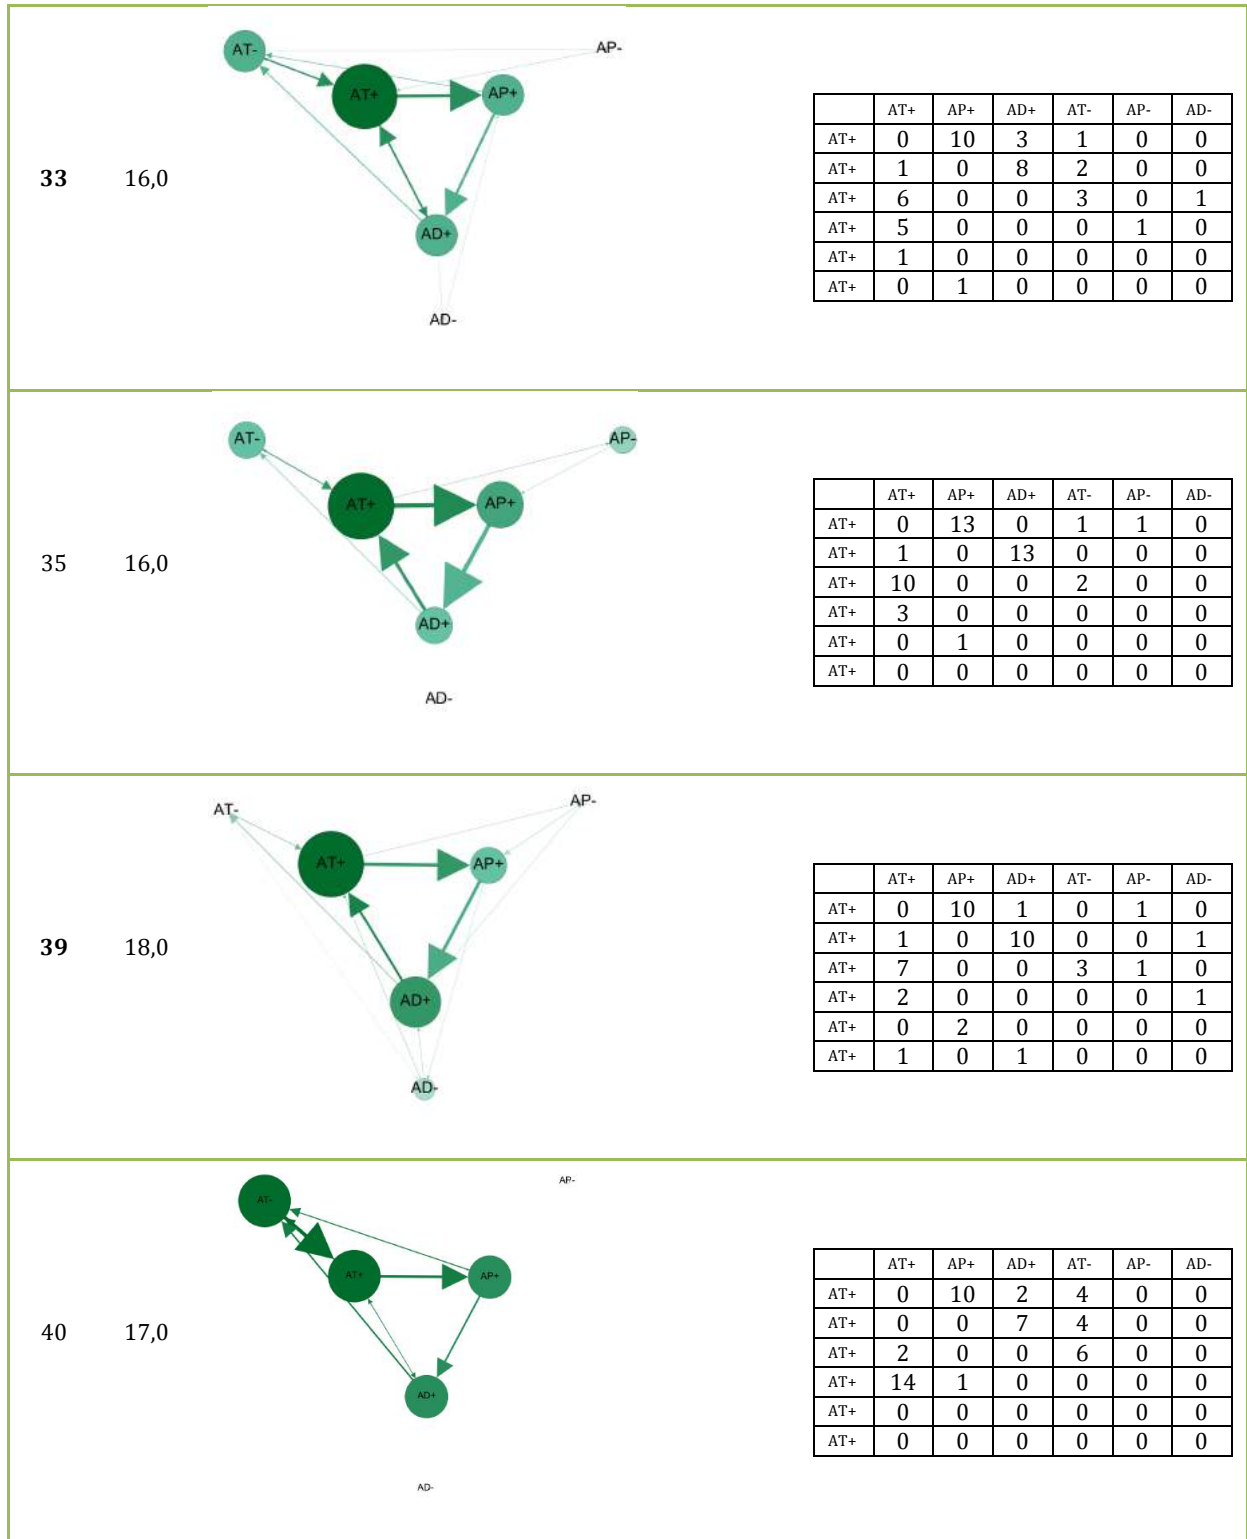 AT-
AP-
AT+
AP+
AD+
AD-
33 16,0
AT+ AP+ AD+ AT- AP- AD-
AT+ 0 10 3 1 0 0
AT+ 1 0 8 2 0 0
AT+ 6 0 0 3 0 1
AT+ 5 0 0 0 1 0
AT+ 1 0 0 0 0 0
AT+ 0 1 0 0 0 0
AT-
AP-
AT+
AP+
AD+
AD-
35 16,0
AT+ AP+ AD+ AT- AP- AD-
AT+ 0 13 0 1 1 0
AT+ 1 0 13 0 0 0
AT+ 10 0 0 2 0 0
AT+ 3 0 0 0 0 0
AT+ 0 1 0 0 0 0
AT+ 0 0 0 0 0 0
AT-
AP-
AT+
AP+
AD+
AD-
39 18,0
AT+ AP+ AD+ AT- AP- AD-
AT+ 0 10 1 0 1 0
AT+ 1 0 10 0 0 1
AT+ 7 0 0 3 1 0
AT+ 2 0 0 0 0 1
AT+ 0 2 0 0 0 0
AT+ 1 0 1 0 0 0
AT-
AP-
AT+
AP+
AD+
AD-
40 17,0
AT+ AP+ AD+ AT- AP- AD-
AT+ 0 10 2 4 0 0
AT+ 0 0 7 4 0 0
AT+ 2 0 0 6 0 0
AT+ 14 1 0 0 0 0
AT+ 0 0 0 0 0 0
AT+ 0 0 0 0 0 0